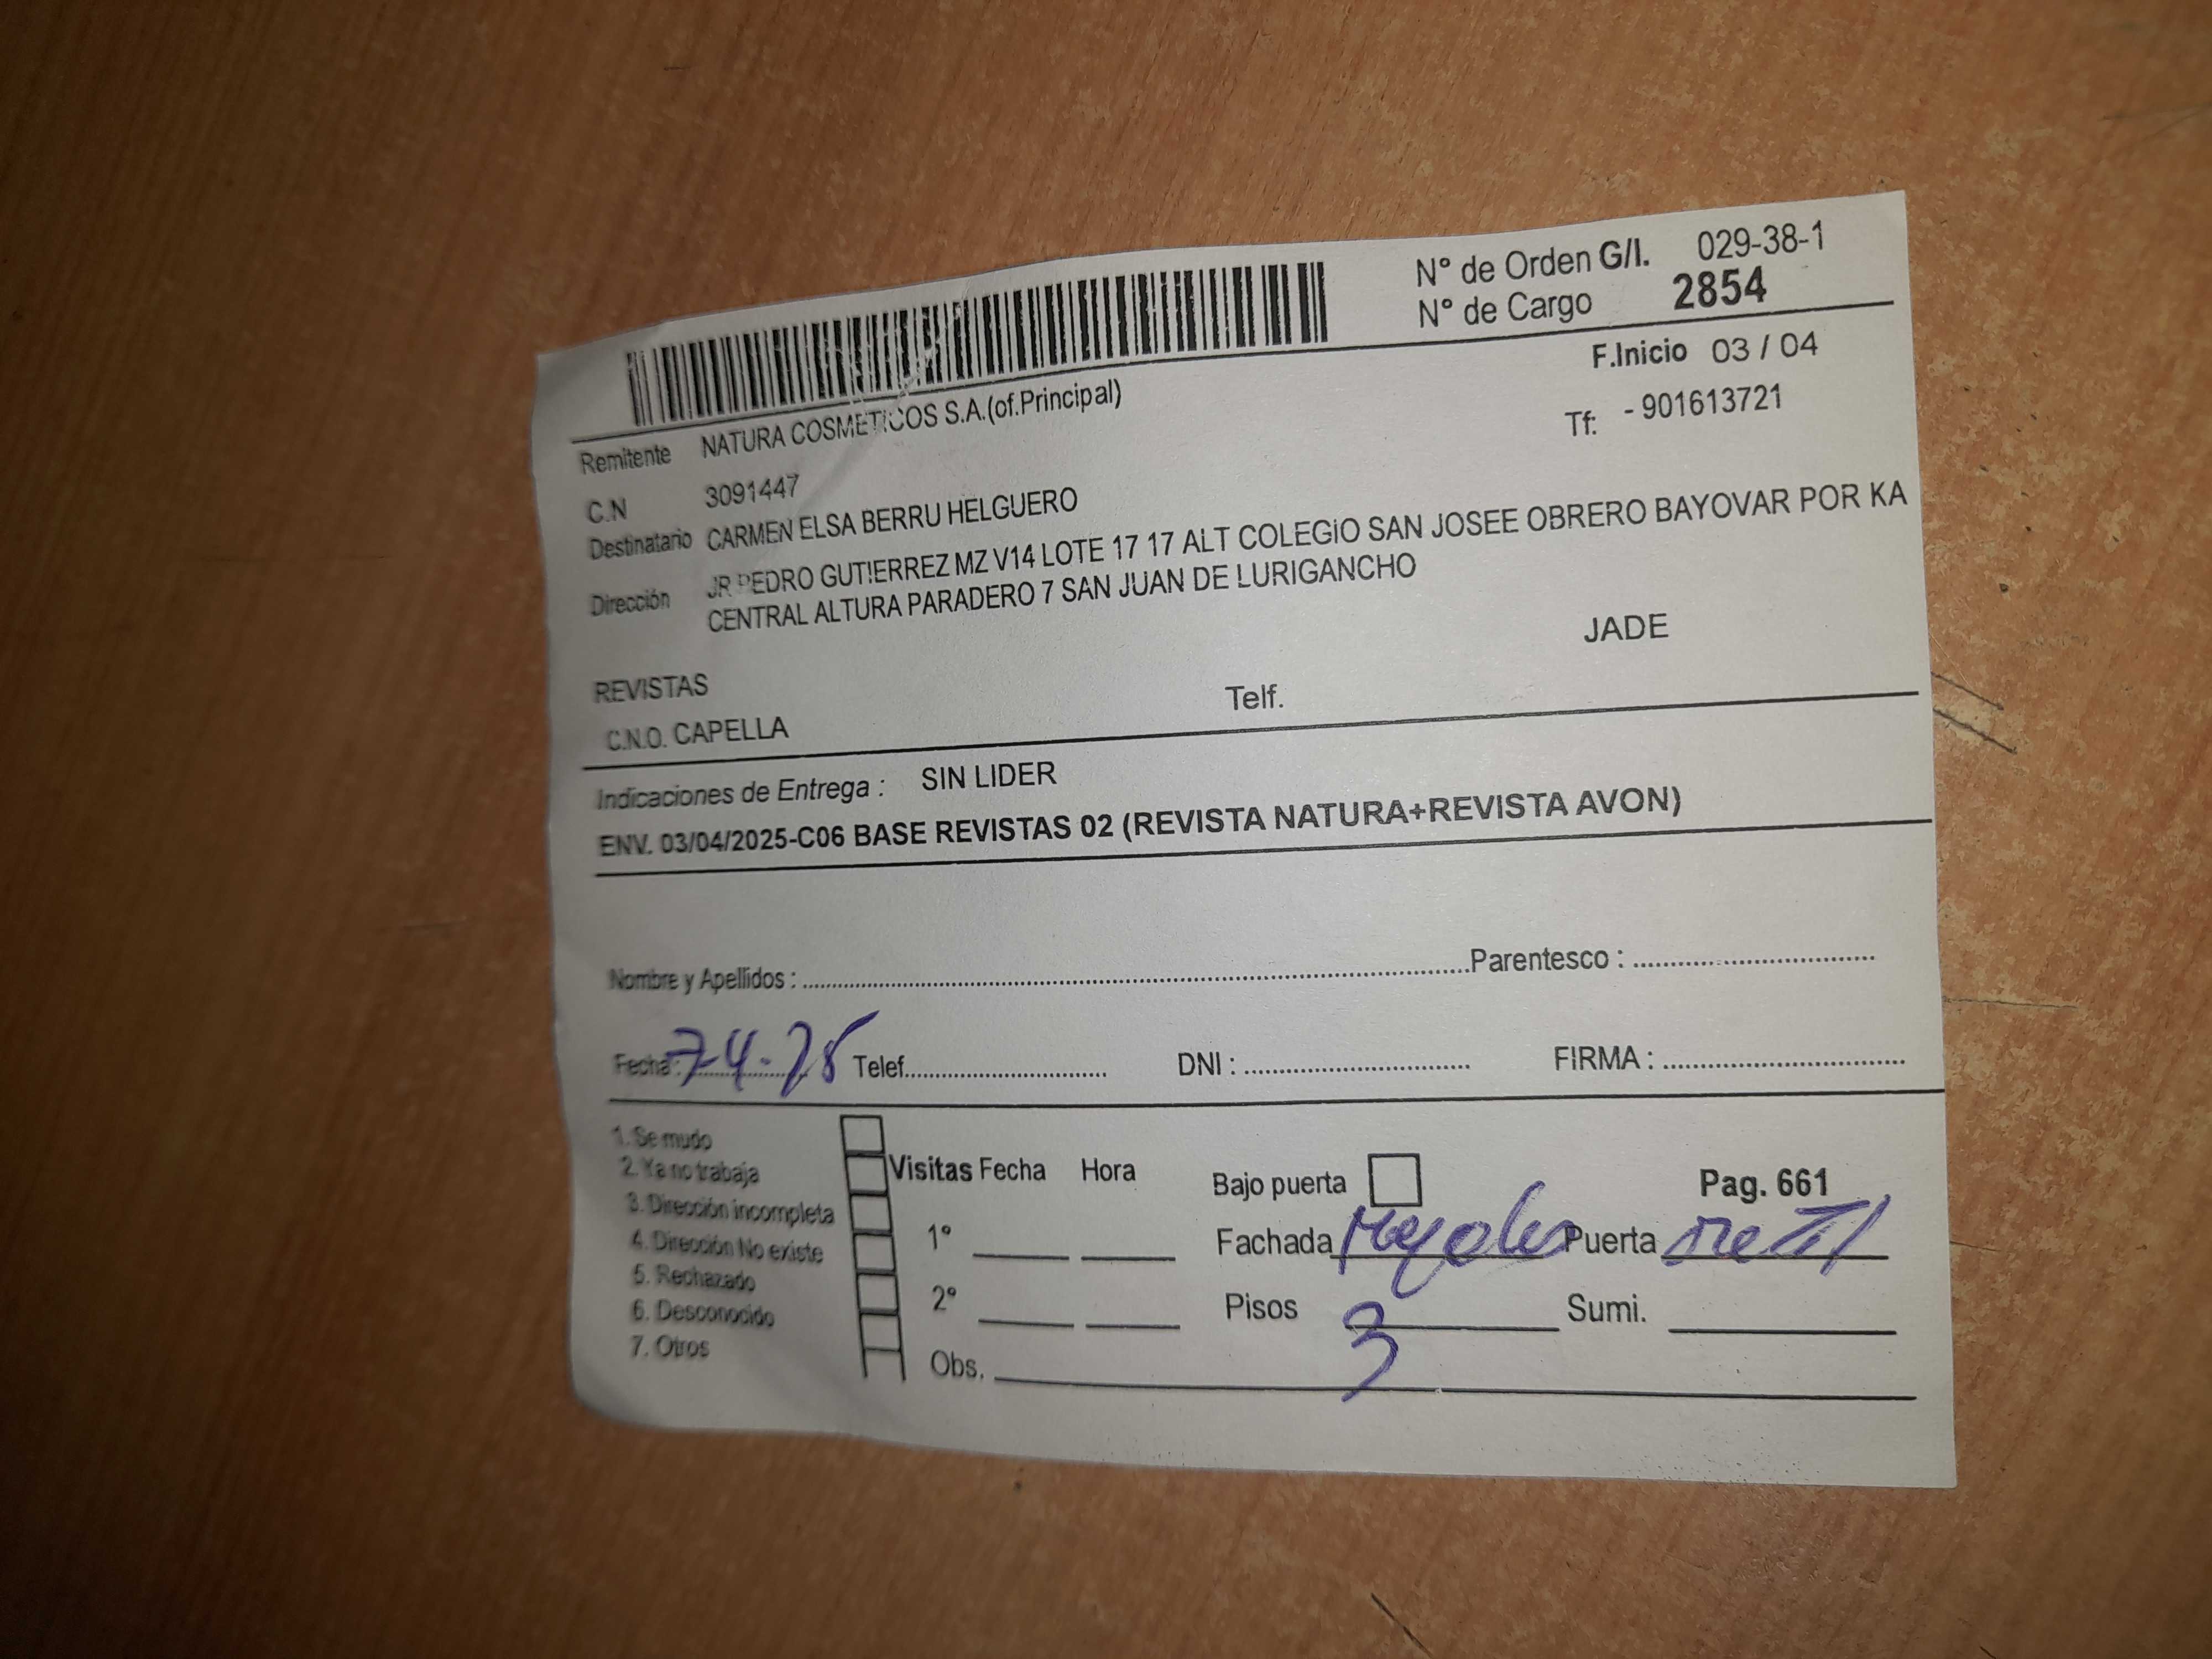 N° de Orden G/I. 029-38-1
N° de Cargo 2854
F.Inicio 03 / 04
Remitente NATURA COSMETICOS S.A.(of.Principal) Tf: - 901613721
C.N 3091447
Destinatario CARMEN ELSA BERRU HELGUERO
Dirección JR PEDRO GUTIERREZ MZ V14 LOTE 17 17 ALT COLEGIO SAN JOSEE OBRERO BAYOVAR POR KA
CENTRAL ALTURA PARADERO 7 SAN JUAN DE LURIGANCHO
JADE
REVISTAS
C.N.O. CAPELLA Telf.
Indicaciones de Entrega : SIN LIDER
ENV. 03/04/2025-C06 BASE REVISTAS 02 (REVISTA NATURA+REVISTA AVON)
Nombre y Apellidos : Parentesco :
Fecha: 7-4-25 Telef. DNI : FIRMA :
1. Se mudo
2. Ya no trabaja Visitas Fecha Hora Bajo puerta Pag. 661
3. Dirección incompleta
4. Dirección No existe 1° Fachada Puerta
5. Rechazado
6. Desconocido 2° Pisos 3 Sumi.
7. Otros Obs.